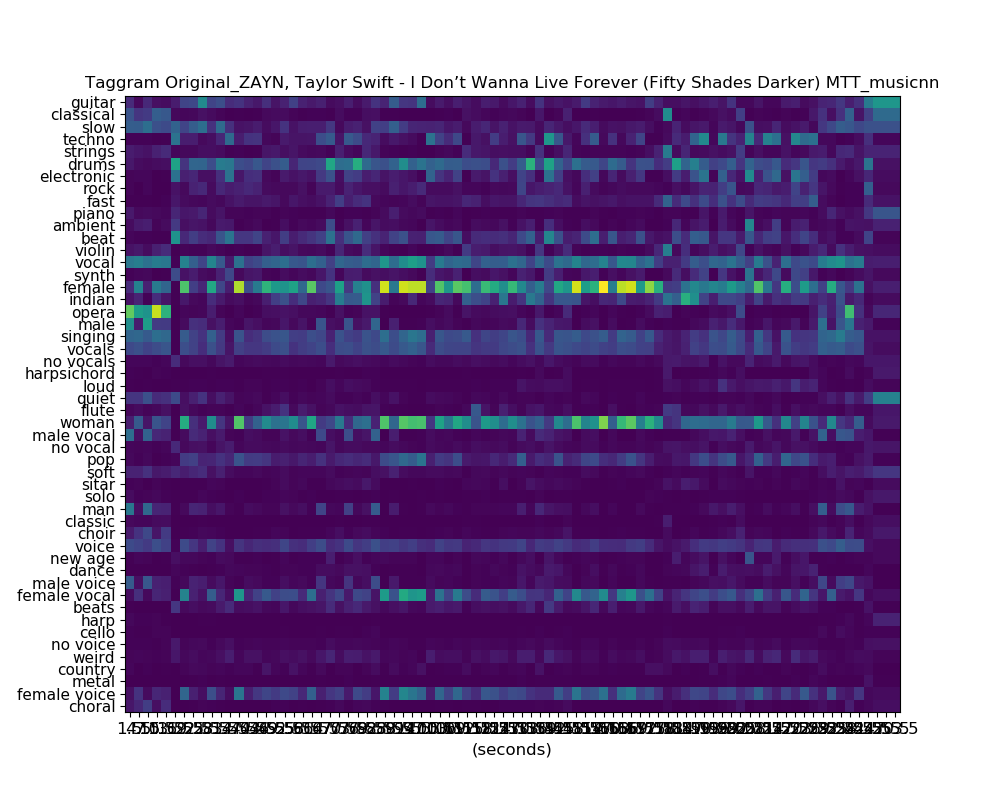 Taggram Original_ZAYN, Taylor Swift - I Don’t Wanna Live Forever (Fifty Shades Darker) MTT_musicnn
guitar
classical
slow
techno
strings
drums
electronic
rock
fast
piano
ambient
beat
violin
vocal
synth
female
indian
opera
male
singing
vocals
no vocals
harpsichord
loud
quiet
flute
woman
male vocal
no vocal
pop
soft
sitar
solo
man
classic
choir
voice
new age
dance
male voice
female vocal
beats
harp
cello
no voice
weird
country
metal
female voice
choral
(seconds)